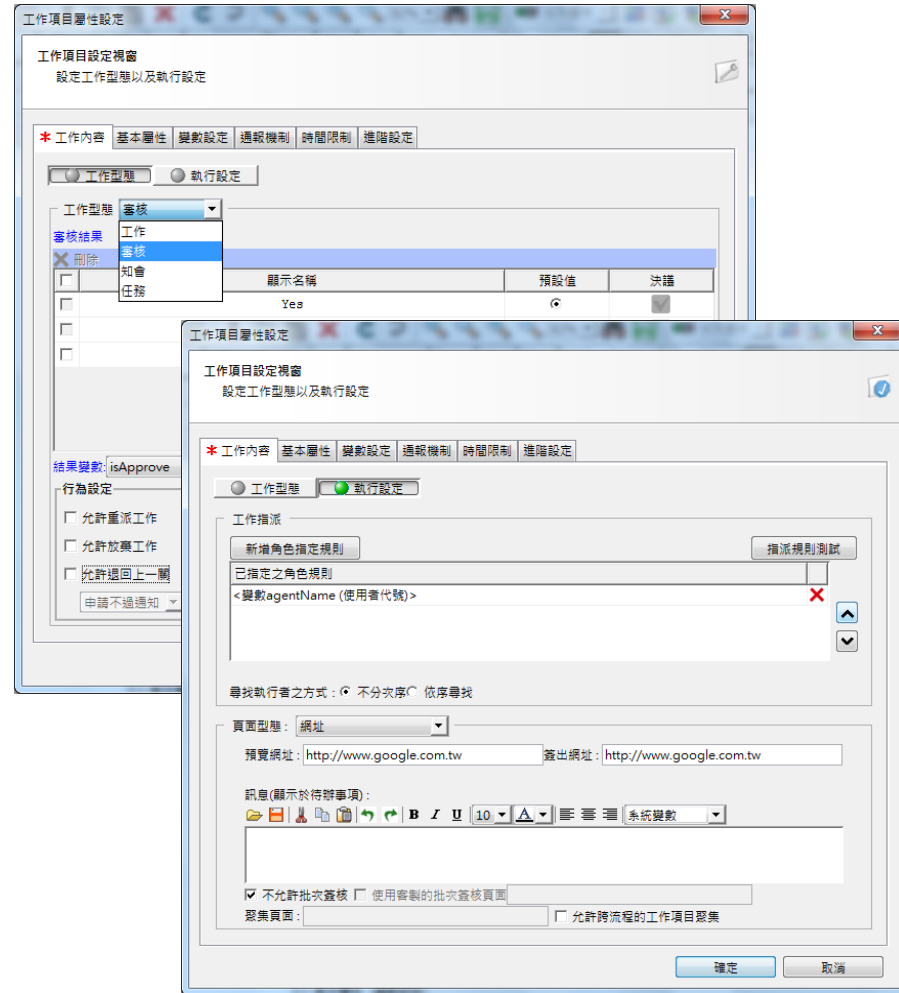 工作項目屬性設定
工作項目設定視窗
設定工作型態以及執行設定
* 工作內容 基本屬性 變數設定 通報機制 時間限制 進階設定
工作型態 執行設定
工作型態 審核
工作
審核
知會
任務
審核結果
刪除
顯示名稱 預設值 決議
Yes
結果變數: isApprove
行為設定
允許重派工作
允許放棄工作
允許退回上一關
申請不過通知
工作項目屬性設定
工作項目設定視窗
設定工作型態以及執行設定
* 工作內容 基本屬性 變數設定 通報機制 時間限制 進階設定
工作型態 執行設定
工作指派
新增角色指定規則 指派規則測試
已指定之角色規則
<變數agentName (使用者代號)>
尋找執行者之方式 : 不分次序 依序尋找
頁面型態 : 網址
預覽網址 : http://www.google.com.tw 簽出網址 : http://www.google.com.tw
訊息(顯示於待辦事項) :
B I U 10 A 系統變數
不允許批次簽核 使用客製的批次簽核頁面
聚集頁面 : 允許跨流程的工作項目聚集
確定 取消